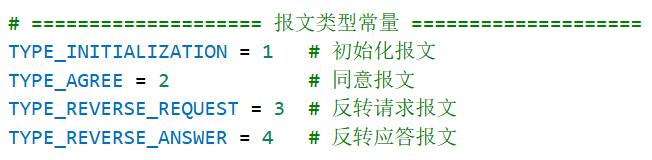 # ==================== 报文类型常量 ====================
TYPE_INITIALIZATION = 1   # 初始化报文
TYPE_AGREE = 2            # 同意报文
TYPE_REVERSE_REQUEST = 3  # 反转请求报文
TYPE_REVERSE_ANSWER = 4   # 反转应答报文